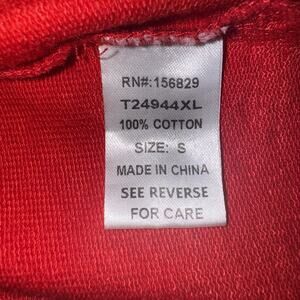 RN#:156829
T24944XL
100% COTTON
SIZE: S
MADE IN CHINA
SEE REVERSE
FOR CARE